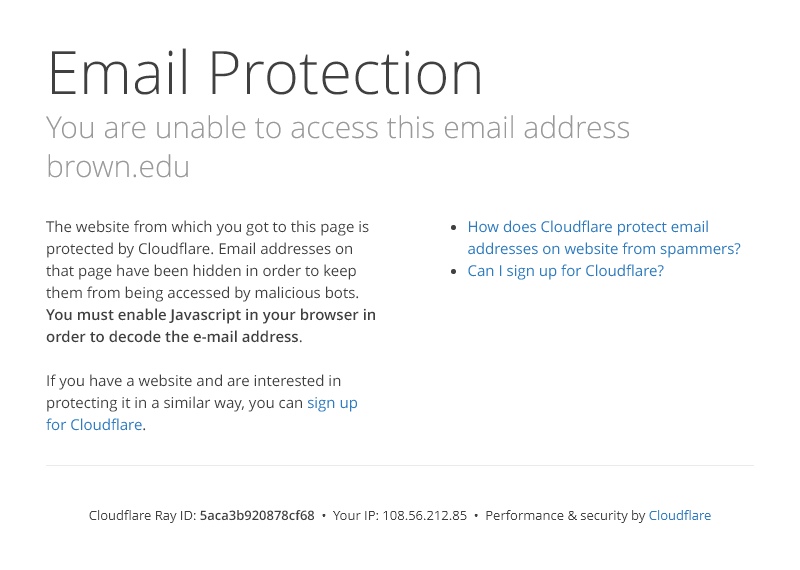 Email Protection
You are unable to access this email address
brown.edu
The website from which you got to this page is
protected by Cloudflare. Email addresses on
that page have been hidden in order to keep
them from being accessed by malicious bots.
You must enable Javascript in your browser in
order to decode the e-mail address.
If you have a website and are interested in
protecting it in a similar way, you can sign up
for Cloudflare.
• How does Cloudflare protect email
addresses on website from spammers?
• Can I sign up for Cloudflare?
Cloudflare Ray ID: 5aca3b920878cf68 • Your IP: 108.56.212.85 • Performance & security by Cloudflare